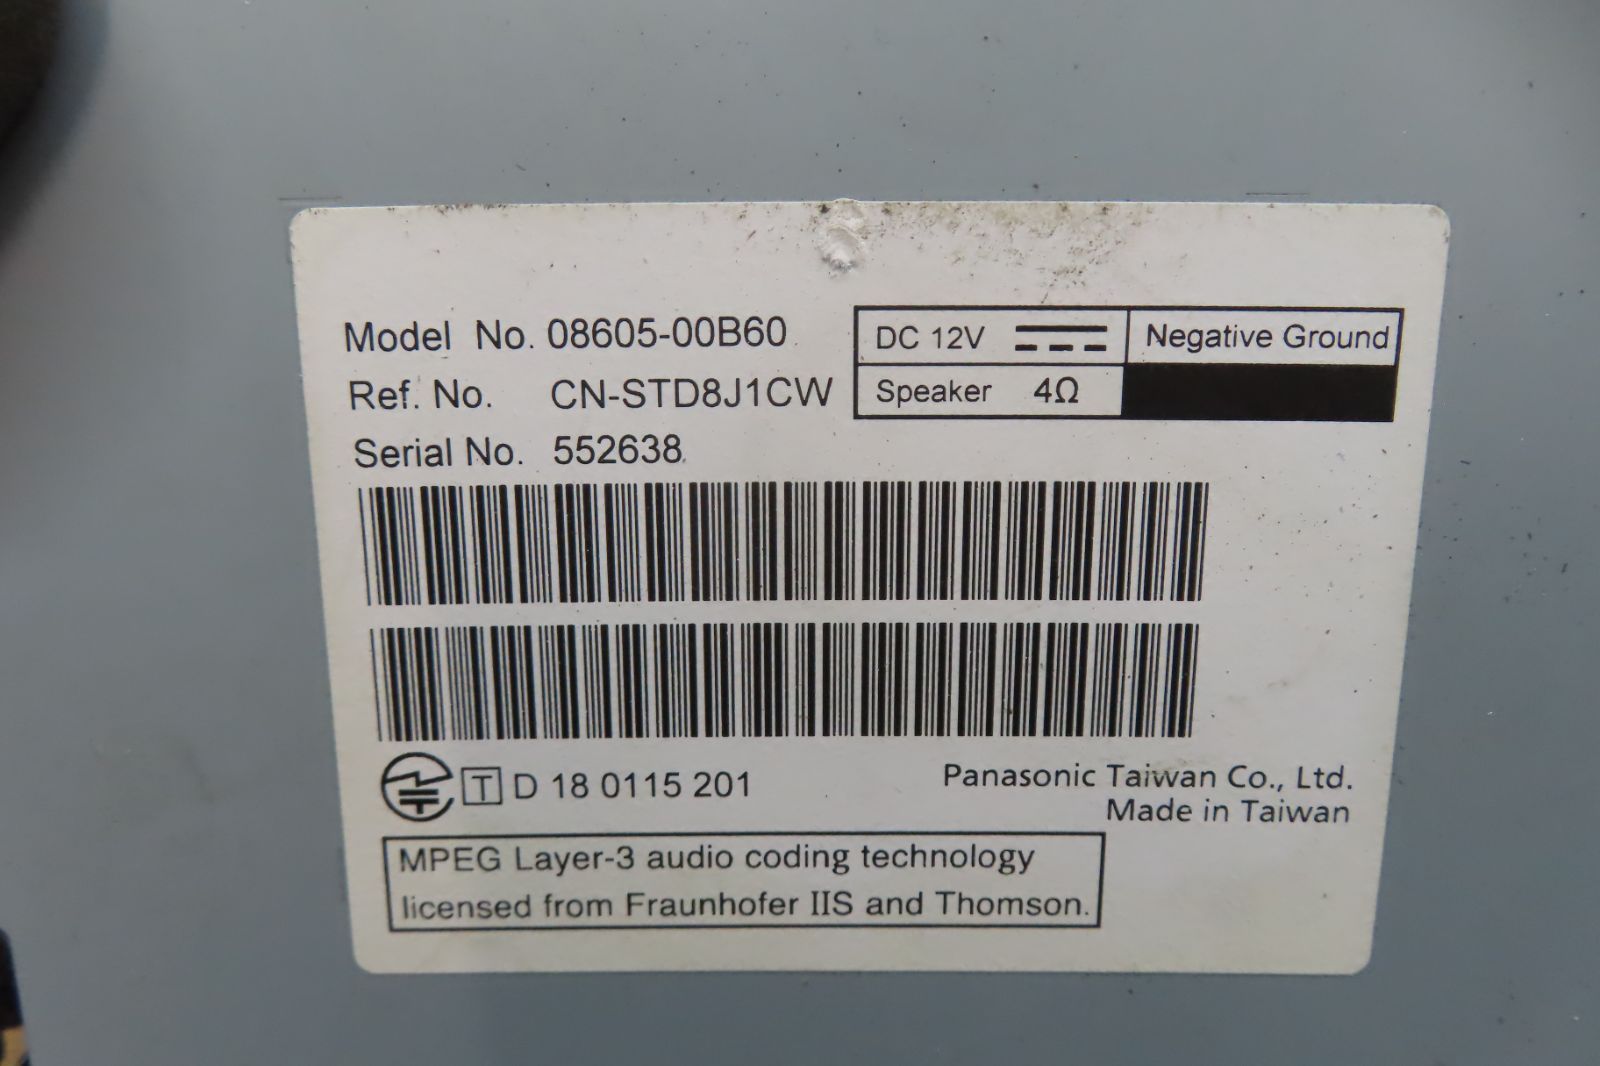 Model No. 08605-00B60
Ref. No. CN-STD8J1CW
Serial No. 552638
DC 12V
Negative Ground
Speaker 4Ω
T D 18 0115 201
Panasonic Taiwan Co., Ltd.
Made in Taiwan
MPEG Layer-3 audio coding technology
licensed from Fraunhofer IIS and Thomson.